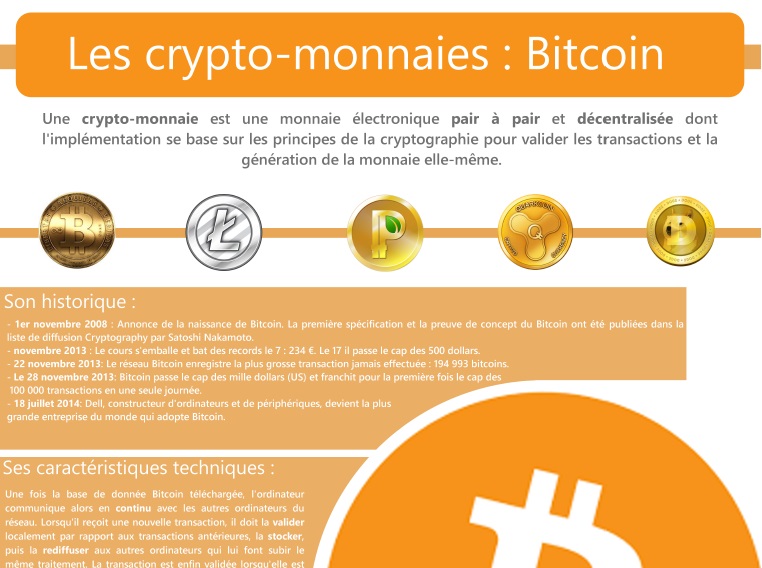 Les crypto-monnaies : Bitcoin
Une crypto-monnaie est une monnaie électronique pair à pair et décentralisée dont
l'implémentation se base sur les principes de la cryptographie pour valider les transactions et la
génération de la monnaie elle-même.
Son historique :
- 1er novembre 2008 : Annonce de la naissance de Bitcoin. La première spécification et la preuve de concept du Bitcoin ont été publiées dans la
liste de diffusion Cryptography par Satoshi Nakamoto.
- novembre 2013 : Le cours s'emballe et bat des records le 7 : 234 €. Le 17 il passe le cap des 500 dollars.
- 22 novembre 2013: Le réseau Bitcoin enregistre la plus grosse transaction jamais effectuée : 194 993 bitcoins.
- Le 28 novembre 2013: Bitcoin passe le cap des mille dollars (US) et franchit pour la première fois le cap des
100 000 transactions en une seule journée.
- 18 juillet 2014: Dell, constructeur d'ordinateurs et de périphériques, devient la plus
grande entreprise du monde qui adopte Bitcoin.
Ses caractéristiques techniques :
Une fois la base de donnée Bitcoin téléchargée, l'ordinateur
communique alors en continu avec les autres ordinateurs du
réseau. Lorsqu'il reçoit une nouvelle transaction, il doit la valider
localement par rapport aux transactions antérieures, la stocker,
puis la rediffuser aux autres ordinateurs qui lui font subir le
même traitement. La transaction est enfin validée lorsqu'elle est